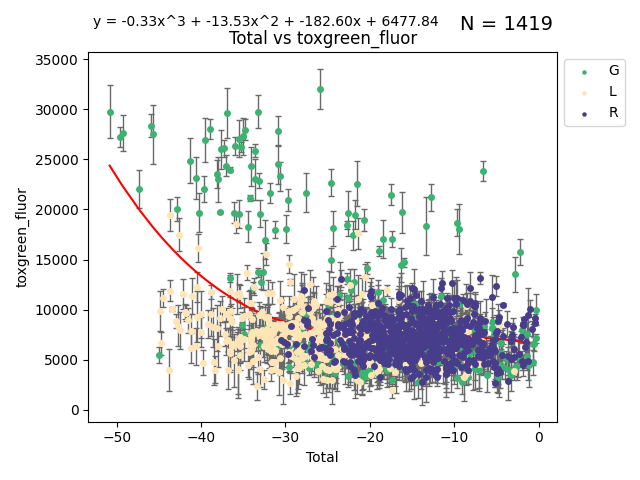 y = -0.33x^3 + -13.53x^2 + -182.60x + 6477.84
N = 1419
Total vs toxgreen_fluor
35000
30000
25000
20000
15000
10000
5000
0
toxgreen_fluor
−50
−40
−30
−20
−10
0
Total
G
L
R